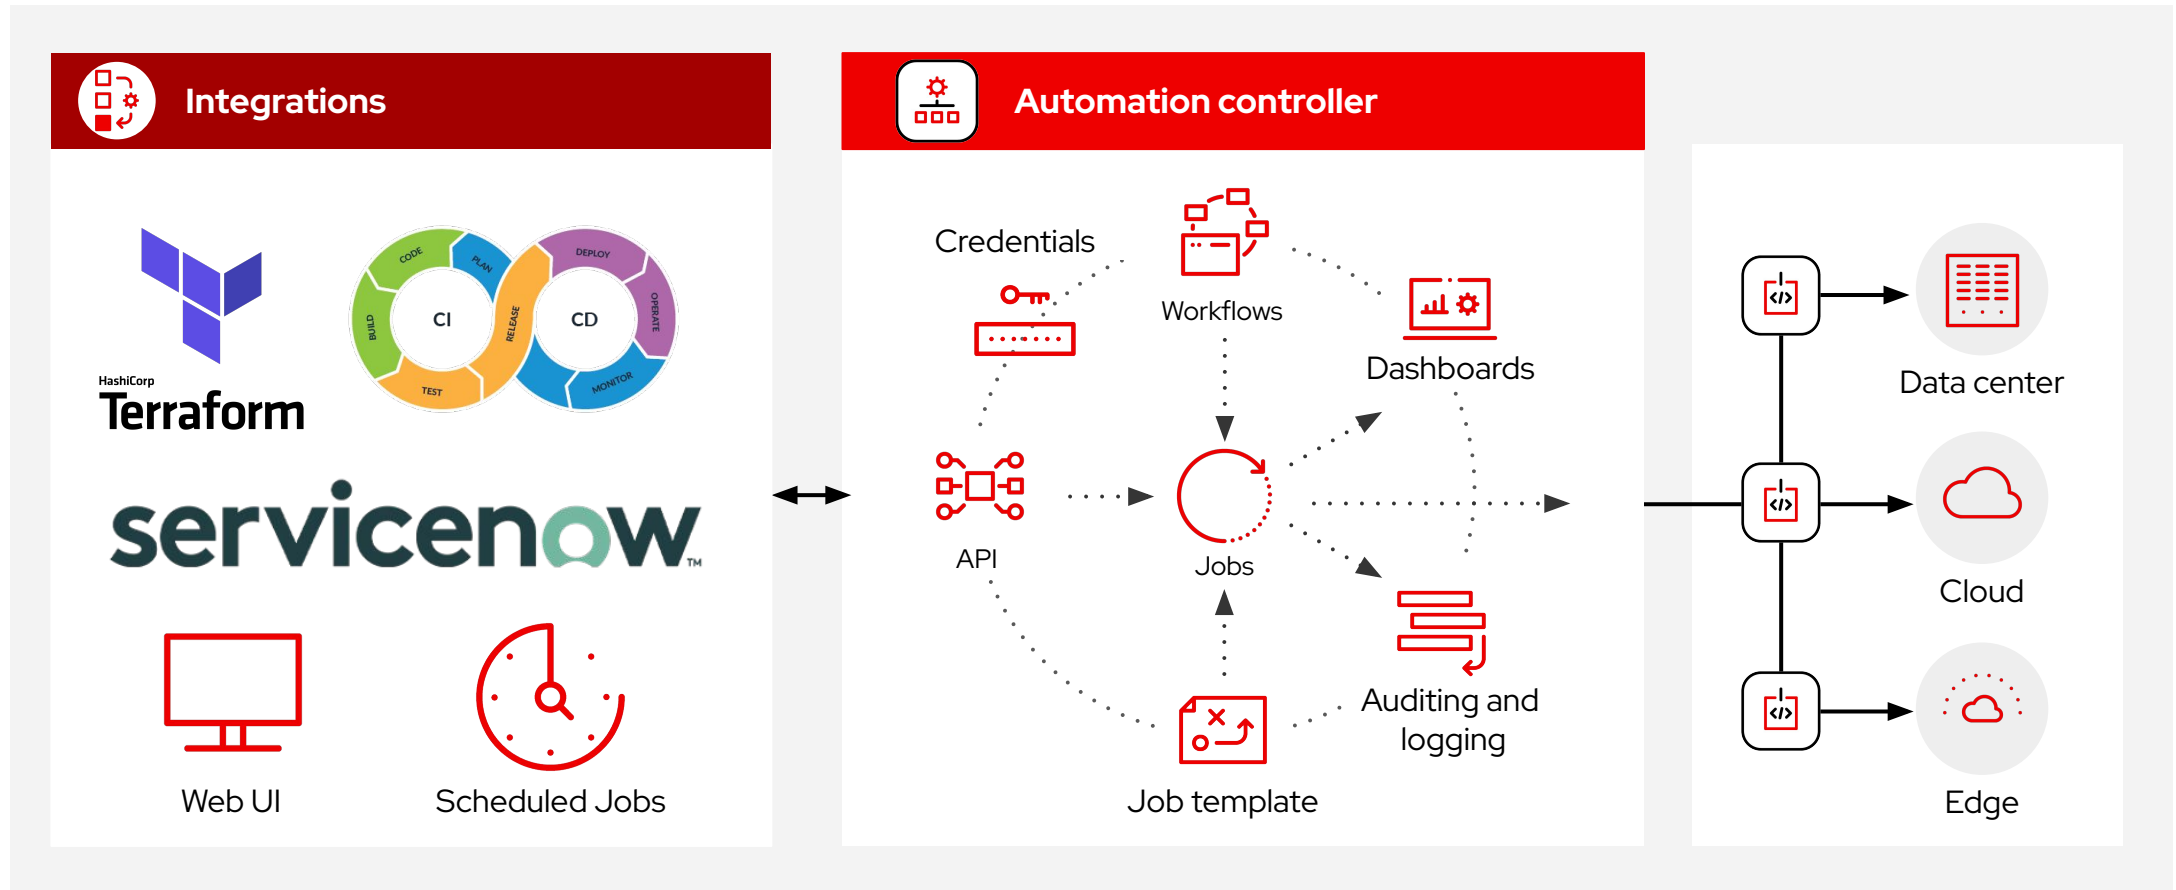 Integrations
Automation controller
HashiCorp
Terraform
CODE
PLAN
BUILD
CI
TEST
RELEASE
DEPLOY
CD
OPERATE
MONITOR
servicenow™
Web UI
Scheduled Jobs
Credentials
Workflows
Dashboards
API
Jobs
Auditing and
logging
Job template
</>
Data center
</>
Cloud
</>
Edge